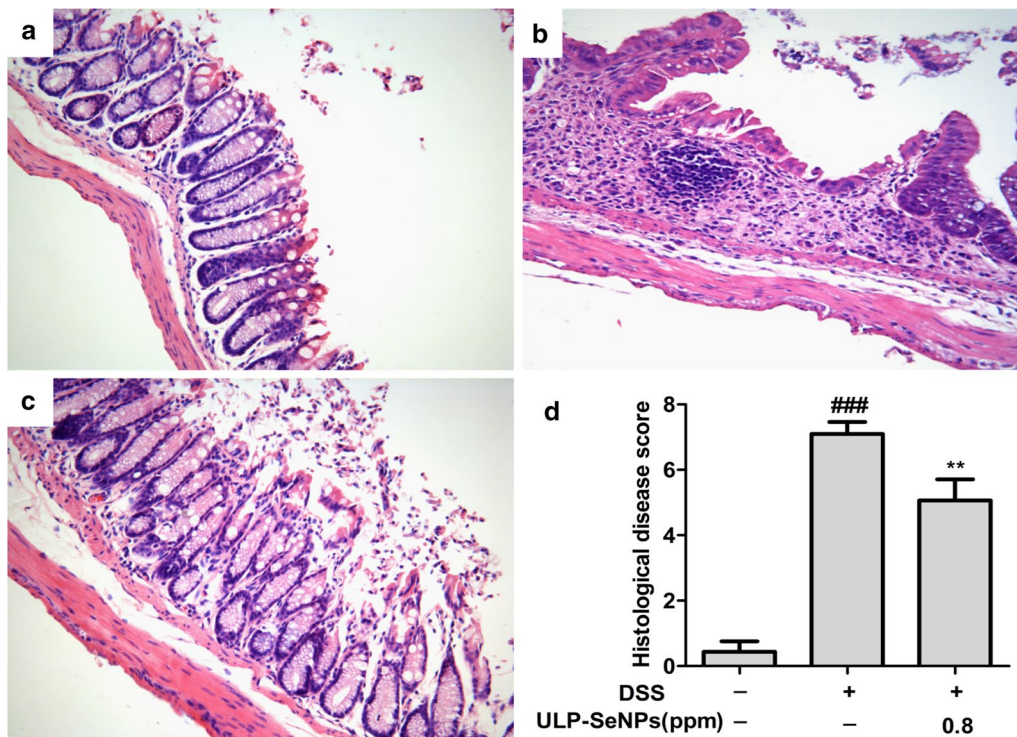 a
b
c
d
Histological disease score
8
6
4
2
0
###
**
DSS – + +
ULP-SeNPs(ppm) – – 0.8